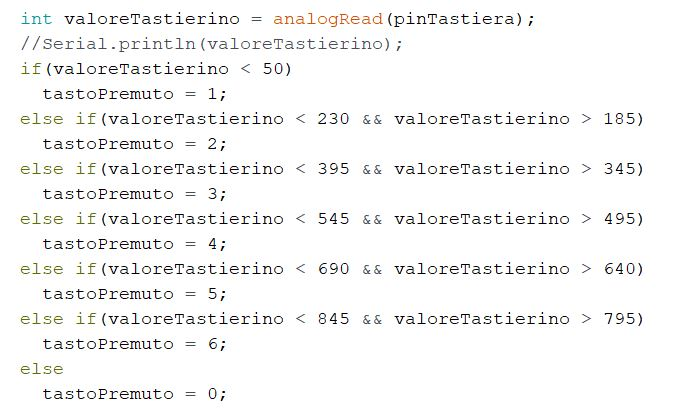 int valoreTastierino = analogRead(pinTastiera);
//Serial.println(valoreTastierino);
if(valoreTastierino < 50)
  tastoPremuto = 1;
else if(valoreTastierino < 230 && valoreTastierino > 185)
  tastoPremuto = 2;
else if(valoreTastierino < 395 && valoreTastierino > 345)
  tastoPremuto = 3;
else if(valoreTastierino < 545 && valoreTastierino > 495)
  tastoPremuto = 4;
else if(valoreTastierino < 690 && valoreTastierino > 640)
  tastoPremuto = 5;
else if(valoreTastierino < 845 && valoreTastierino > 795)
  tastoPremuto = 6;
else
  tastoPremuto = 0;